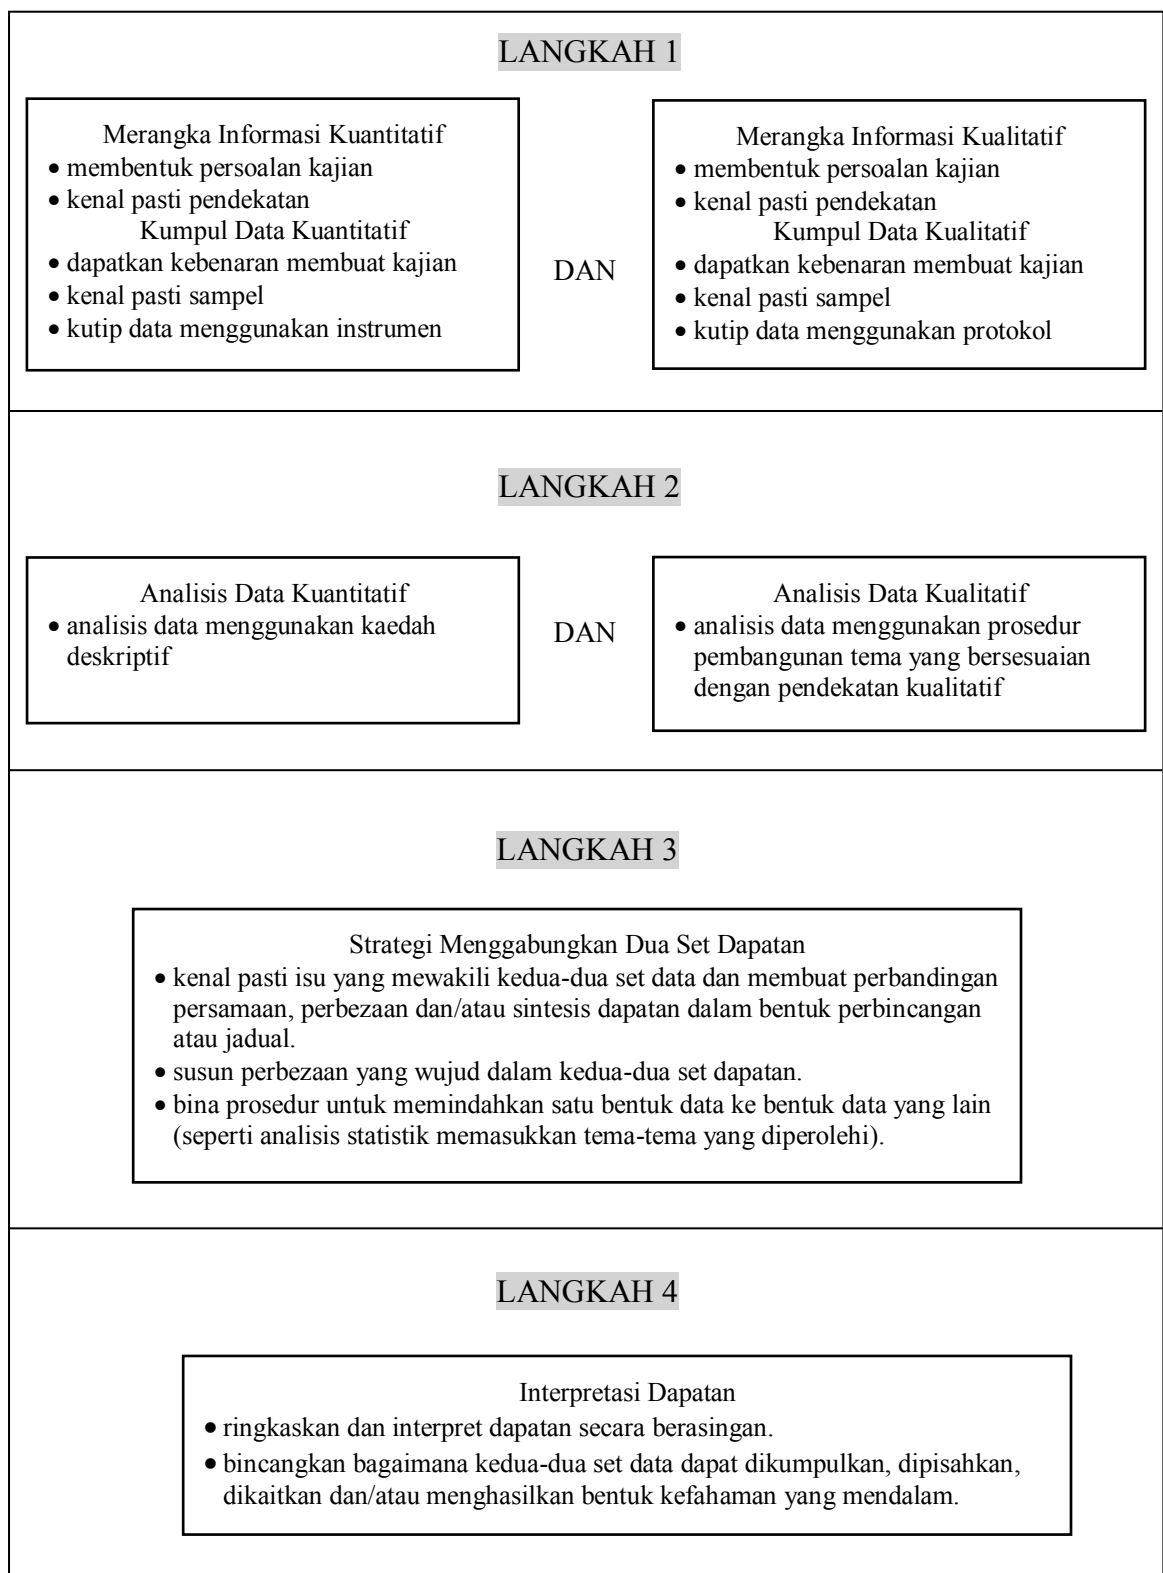 LANGKAH 1
Merangka Informasi Kuantitatif
• membentuk persoalan kajian
• kenal pasti pendekatan
Kumpul Data Kuantitatif
• dapatkan kebenaran membuat kajian
• kenal pasti sampel
• kutip data menggunakan instrumen
DAN
Merangka Informasi Kualitatif
• membentuk persoalan kajian
• kenal pasti pendekatan
Kumpul Data Kualitatif
• dapatkan kebenaran membuat kajian
• kenal pasti sampel
• kutip data menggunakan protokol
LANGKAH 2
Analisis Data Kuantitatif
• analisis data menggunakan kaedah
deskriptif
DAN
Analisis Data Kualitatif
• analisis data menggunakan prosedur
pembangunan tema yang bersesuaian
dengan pendekatan kualitatif
LANGKAH 3
Strategi Menggabungkan Dua Set Dapatan
• kenal pasti isu yang mewakili kedua-dua set data dan membuat perbandingan
persamaan, perbezaan dan/atau sintesis dapatan dalam bentuk perbincangan
atau jadual.
• susun perbezaan yang wujud dalam kedua-dua set dapatan.
• bina prosedur untuk memindahkan satu bentuk data ke bentuk data yang lain
(seperti analisis statistik memasukkan tema-tema yang diperolehi).
LANGKAH 4
Interpretasi Dapatan
• ringkaskan dan interpret dapatan secara berasingan.
• bincangkan bagaimana kedua-dua set data dapat dikumpulkan, dipisahkan,
dikaitkan dan/atau menghasilkan bentuk kefahaman yang mendalam.